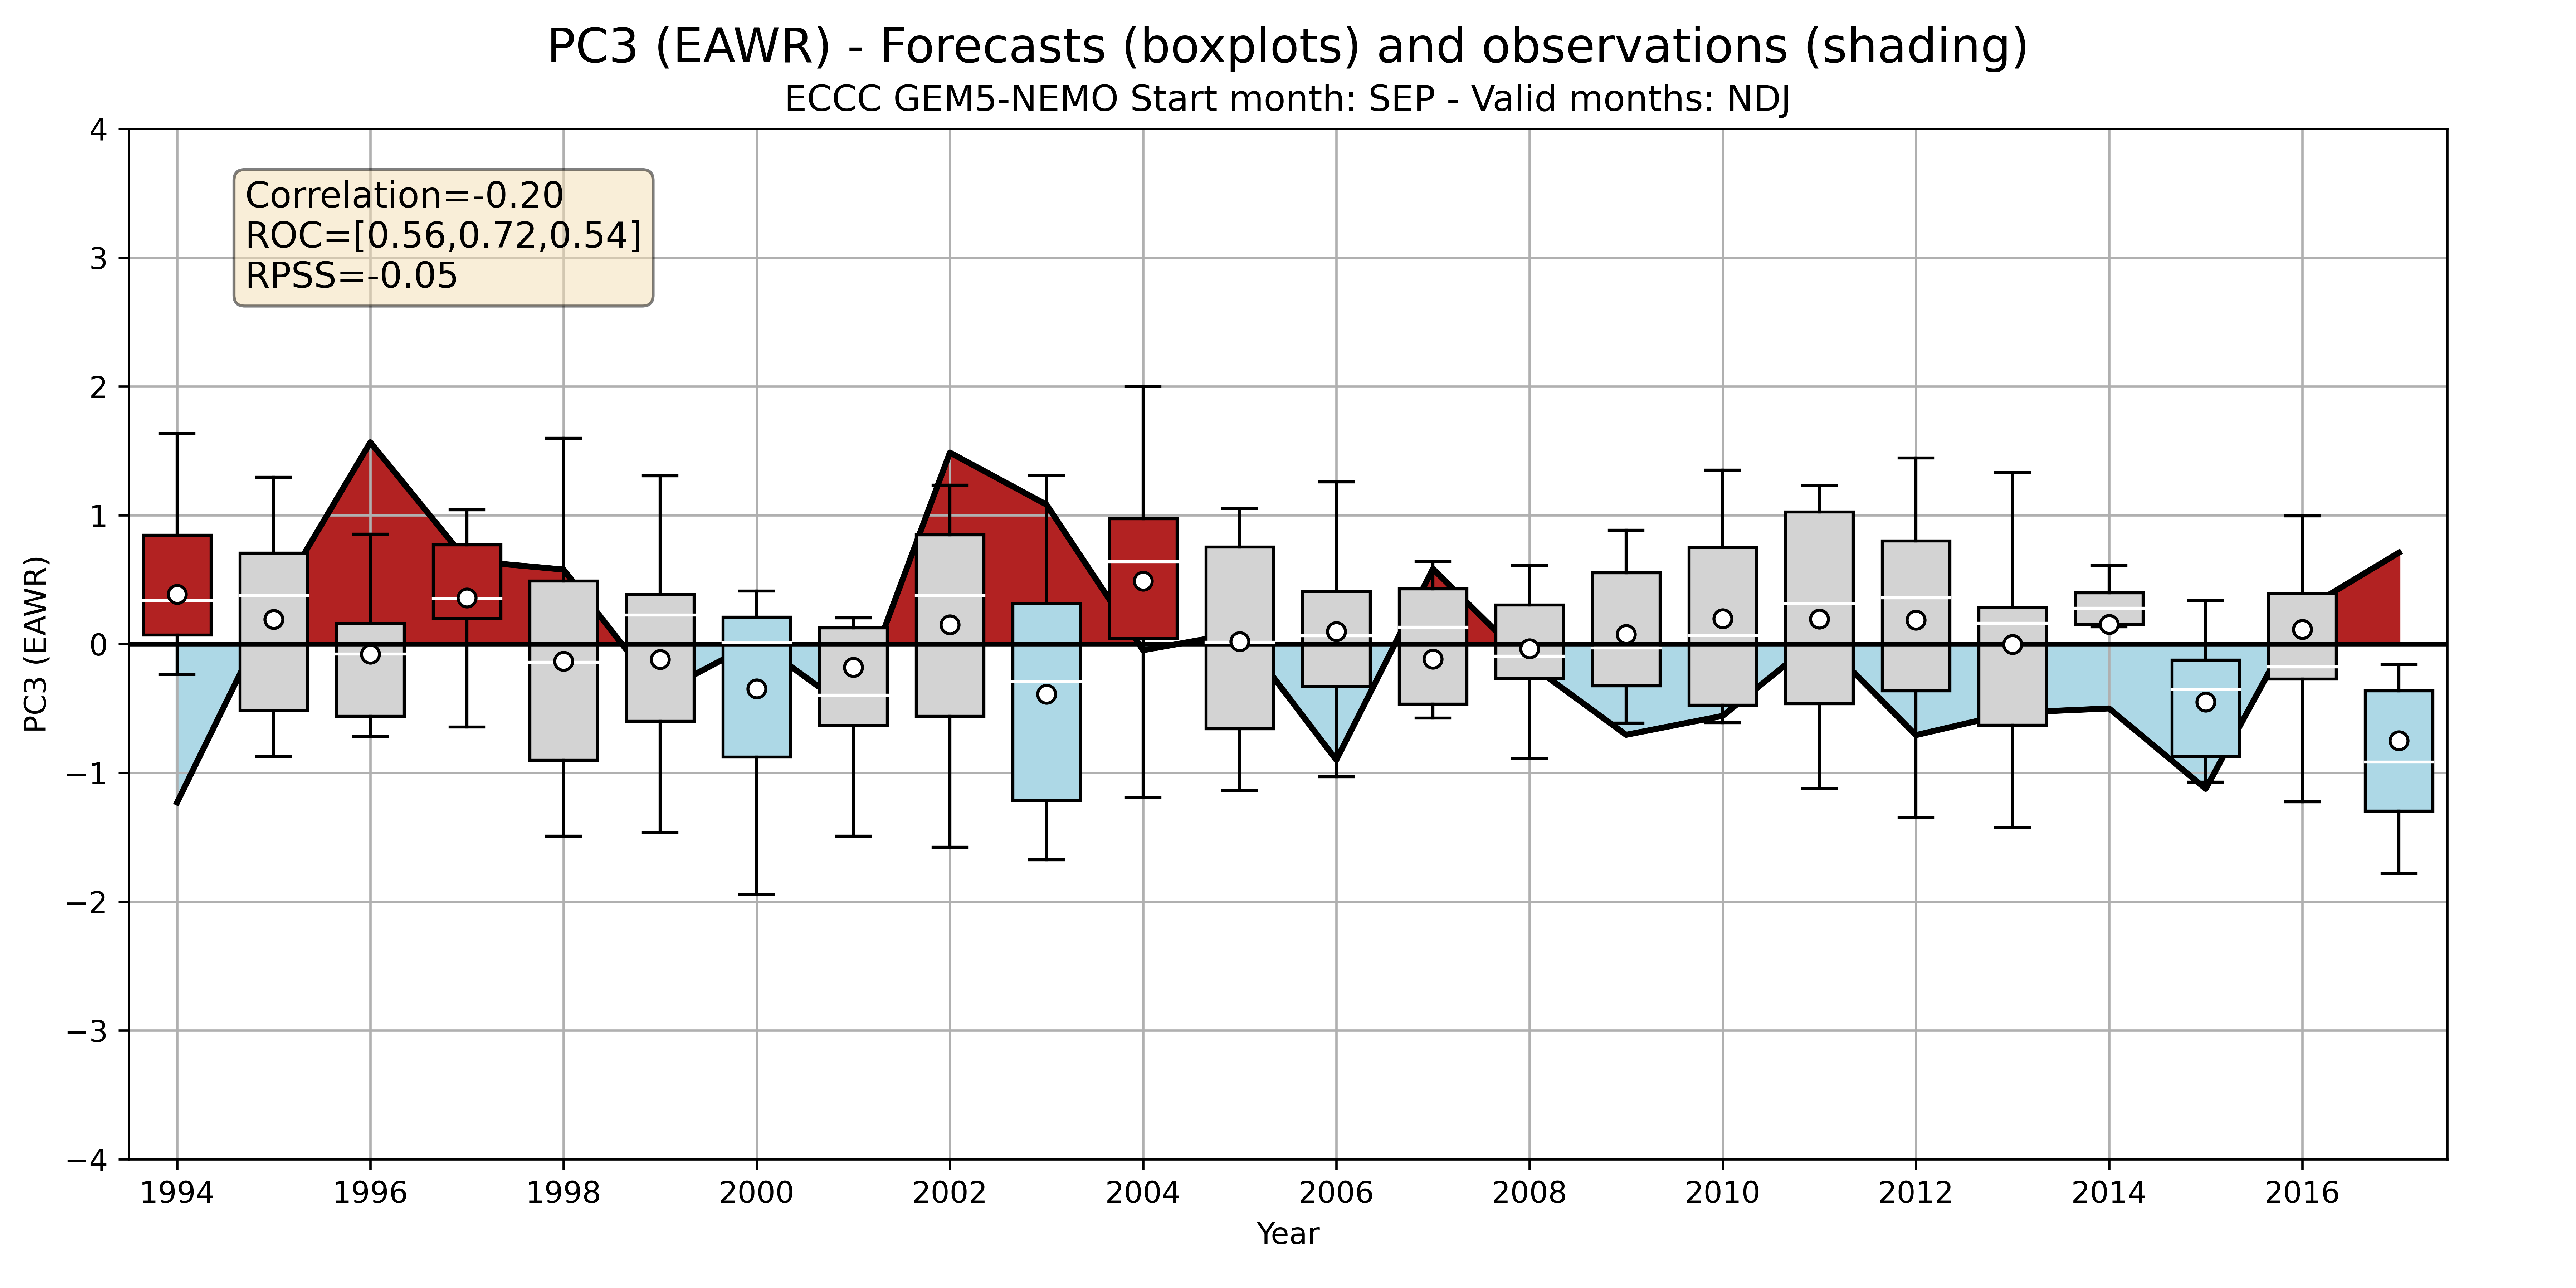 PC3 (EAWR) - Forecasts (boxplots) and observations (shading)
ECCC GEM5-NEMO Start month: SEP - Valid months: NDJ
Correlation=-0.20
ROC=[0.56,0.72,0.54]
RPSS=-0.05
PC3 (EAWR)
4
3
2
1
0
−1
−2
−3
−4
1994 1996 1998 2000 2002 2004 2006 2008 2010 2012 2014 2016
Year